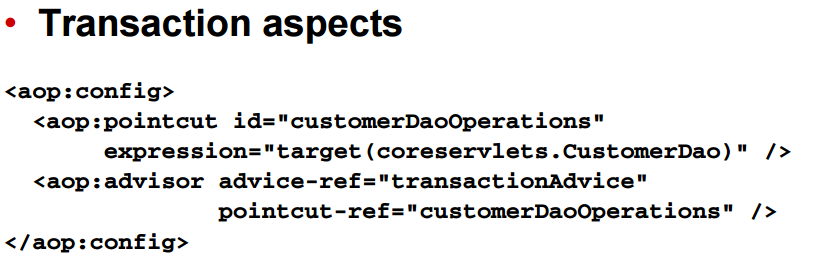 • Transaction aspects
<aop:config>
  <aop:pointcut id="customerDaoOperations"
       expression="target(coreservlets.CustomerDao)" />
  <aop:advisor advice-ref="transactionAdvice"
               pointcut-ref="customerDaoOperations" />
</aop:config>